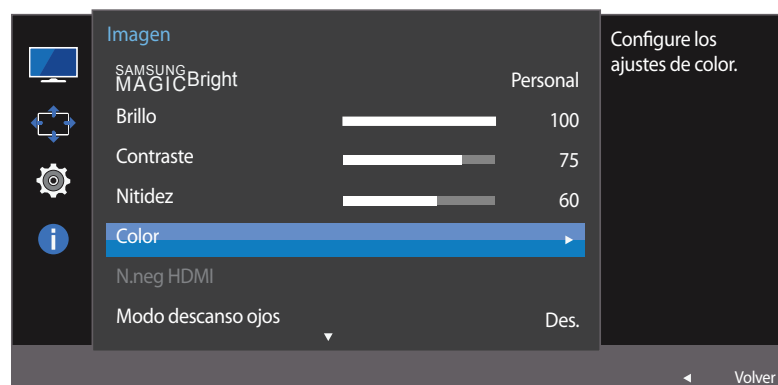 Imagen
SAMSUNG
MAGICBright Personal
Brillo 100
Contraste 75
Nitidez 60
Color
N.neg HDMI
Modo descanso ojos Des.
Configure los
ajustes de color.
Volver